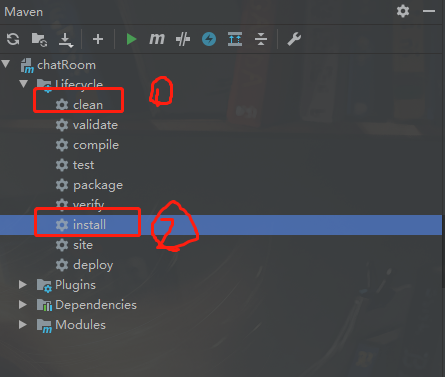 Maven
m
chatRoom
Lifecycle
clean
1
validate
compile
test
package
verify
install
2
site
deploy
Plugins
Dependencies
Modules